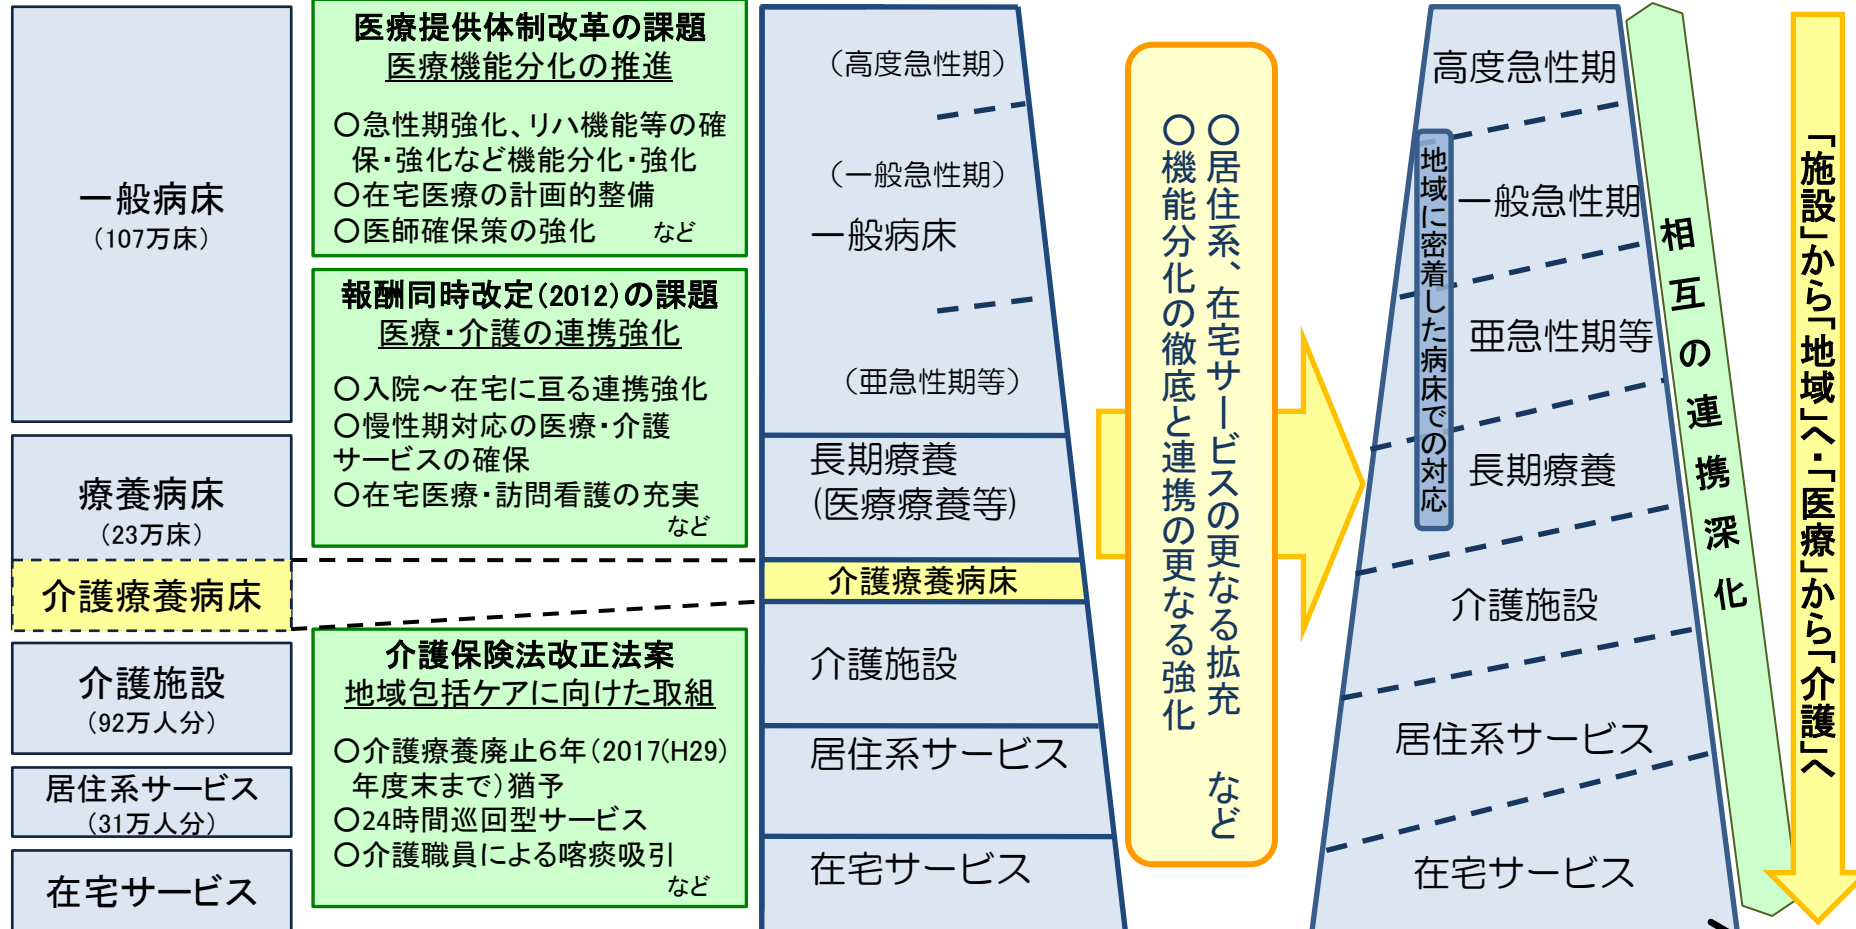 一般病床
(107万床)
療養病床
(23万床)
介護療養病床
介護施設
(92万人分)
居住系サービス
(31万人分)
在宅サービス
医療提供体制改革の課題
医療機能分化の推進
○急性期強化、リハ機能等の確
保・強化など機能分化・強化
○在宅医療の計画的整備
○医師確保策の強化 など
報酬同時改定(2012)の課題
医療・介護の連携強化
○入院~在宅に亘る連携強化
○慢性期対応の医療・介護
サービスの確保
○在宅医療・訪問看護の充実
など
介護保険法改正法案
地域包括ケアに向けた取組
○介護療養廃止6年(2017(H29)
年度末まで)猶予
○24時間巡回型サービス
○介護職員による喀痰吸引
など
(高度急性期)
(一般急性期)
一般病床
(亜急性期等)
長期療養
(医療療養等)
介護療養病床
介護施設
居住系サービス
在宅サービス
○居住系、在宅サービスの更なる拡充
○機能分化の徹底と連携の更なる強化
など
高度急性期
一般急性期
亜急性期等
長期療養
介護施設
居住系サービス
在宅サービス
地域に密着した病床での対応
相互の連携深化
「施設」から「地域」へ・「医療」から「介護」へ